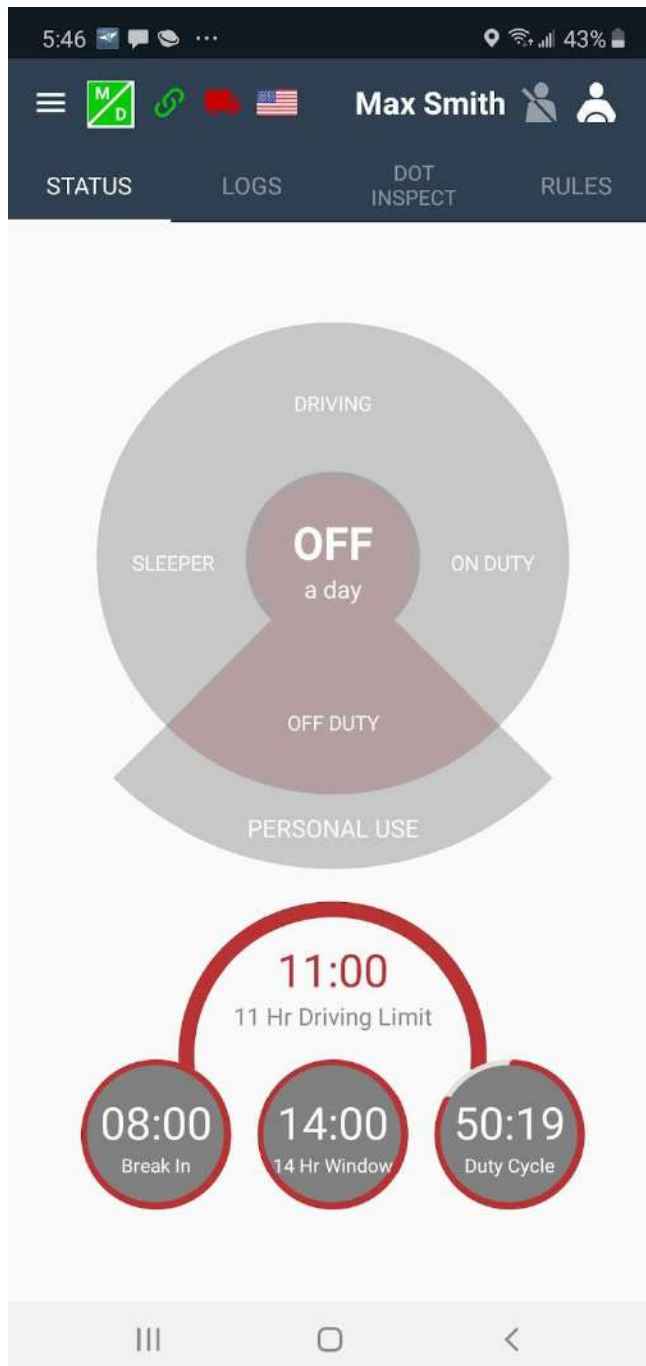 5:46 43%
M/D Max Smith
STATUS LOGS DOT INSPECT RULES
DRIVING
OFF
SLEEPER ON DUTY
a day
OFF DUTY
PERSONAL USE
11:00
11 Hr Driving Limit
08:00 14:00 50:19
Break In 14 Hr Window Duty Cycle